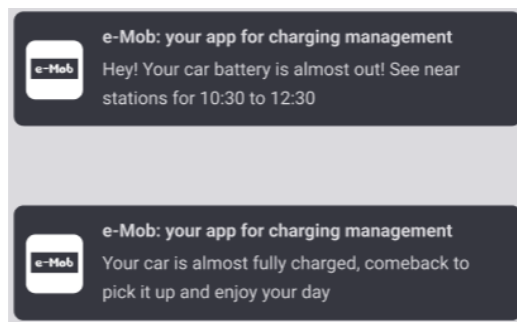 e-Mob: your app for charging management
e-Mob
Hey! Your car battery is almost out! See near
stations for 10:30 to 12:30
e-Mob: your app for charging management
e-Mob
Your car is almost fully charged, comeback to
pick it up and enjoy your day